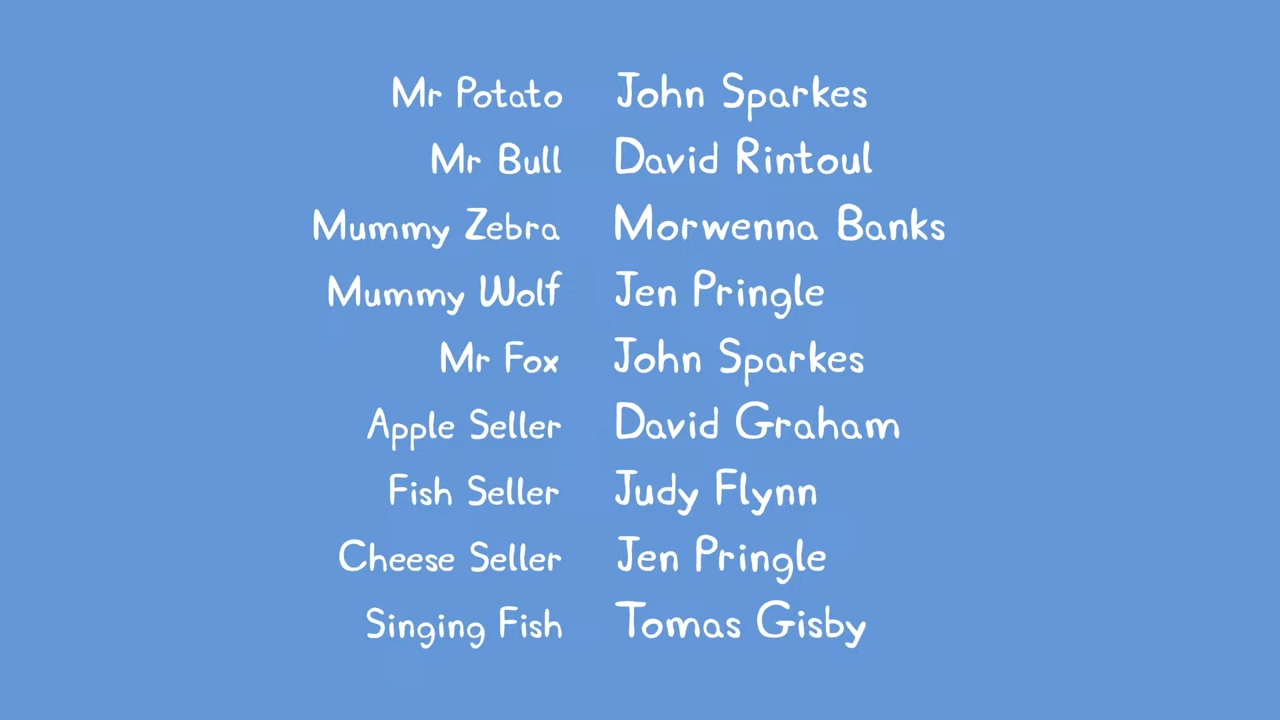 Mr Potato John Sparkes
Mr Bull David Rintoul
Mummy Zebra Morwenna Banks
Mummy Wolf Jen Pringle
Mr Fox John Sparkes
Apple Seller David Graham
Fish Seller Judy Flynn
Cheese Seller Jen Pringle
Singing Fish Tomas Gisby